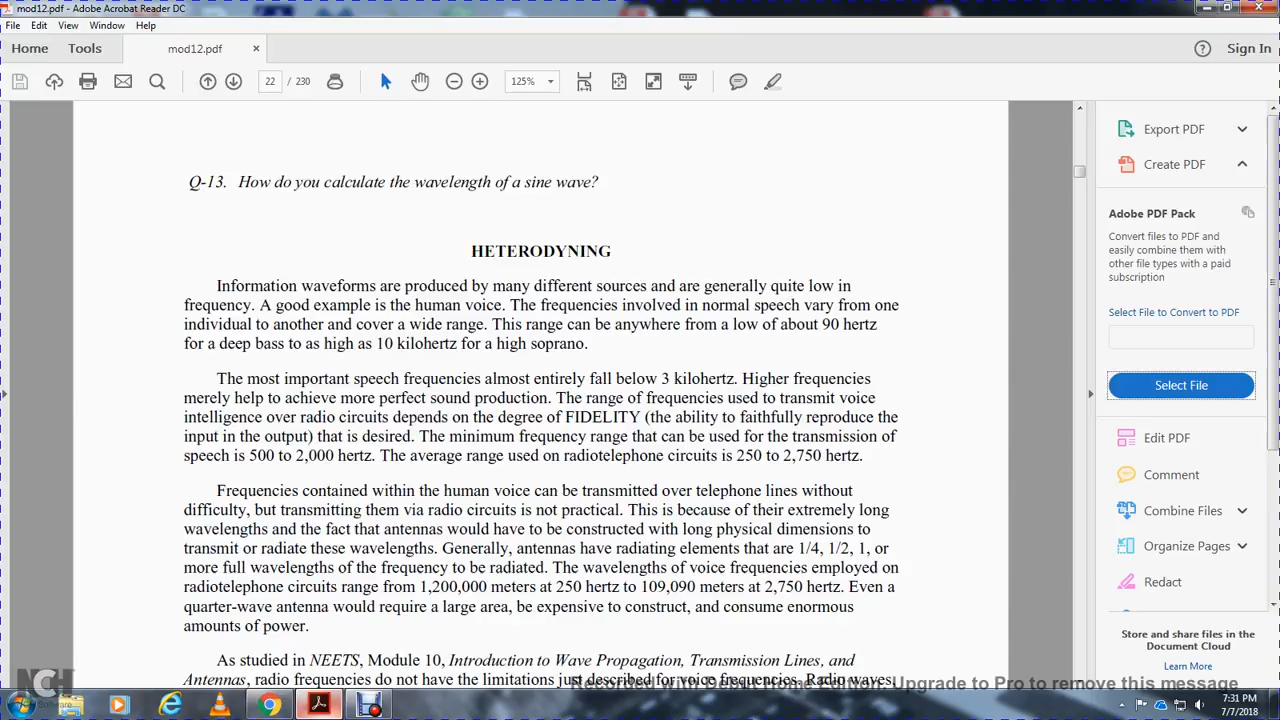 mod12.pdf - Adobe Acrobat Reader DC
File Edit View Window Help
Home Tools mod12.pdf × Sign In
22 / 230 125%
Q-13. How do you calculate the wavelength of a sine wave?
HETERODYNING
Information waveforms are produced by many different sources and are generally quite low in
frequency. A good example is the human voice. The frequencies involved in normal speech vary from one
individual to another and cover a wide range. This range can be anywhere from a low of about 90 hertz
for a deep bass to as high as 10 kilohertz for a high soprano.
The most important speech frequencies almost entirely fall below 3 kilohertz. Higher frequencies
merely help to achieve more perfect sound production. The range of frequencies used to transmit voice
intelligence over radio circuits depends on the degree of FIDELITY (the ability to faithfully reproduce the
input in the output) that is desired. The minimum frequency range that can be used for the transmission of
speech is 500 to 2,000 hertz. The average range used on radiotelephone circuits is 250 to 2,750 hertz.
Frequencies contained within the human voice can be transmitted over telephone lines without
difficulty, but transmitting them via radio circuits is not practical. This is because of their extremely long
wavelengths and the fact that antennas would have to be constructed with long physical dimensions to
transmit or radiate these wavelengths. Generally, antennas have radiating elements that are 1/4, 1/2, 1, or
more full wavelengths of the frequency to be radiated. The wavelengths of voice frequencies employed on
radiotelephone circuits range from 1,200,000 meters at 250 hertz to 109,090 meters at 2,750 hertz. Even a
quarter-wave antenna would require a large area, be expensive to construct, and consume enormous
amounts of power.
As studied in NEETS, Module 10, Introduction to Wave Propagation, Transmission Lines, and
Antennas, radio frequencies do not have the limitations just described for voice frequencies. Radio waves,
Export PDF
Create PDF
Adobe PDF Pack
Convert files to PDF and
easily combine them with
other file types with a paid
subscription
Select File to Convert to PDF
Select File
Edit PDF
Comment
Combine Files
Organize Pages
Redact
Store and share files in the
Document Cloud
Learn More
NCH
Software
Upgrade to Pro to remove this message
7:31 PM
7/7/2018